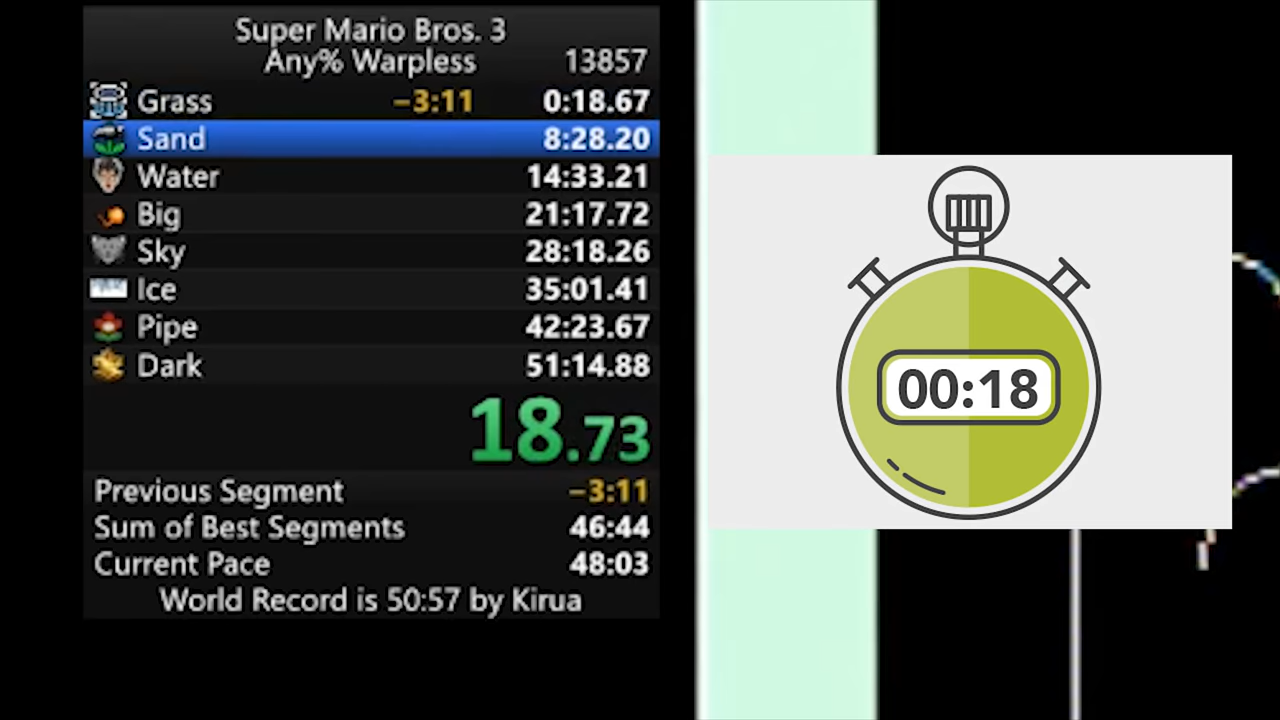 Super Mario Bros. 3
Any% Warpless 13857
Grass −3:11 0:18.67
Sand 8:28.20
Water 14:33.21
Big 21:17.72
Sky 28:18.26
Ice 35:01.41
Pipe 42:23.67
Dark 51:14.88
18.73
Previous Segment −3:11
Sum of Best Segments 46:44
Current Pace 48:03
World Record is 50:57 by Kirua
00:18